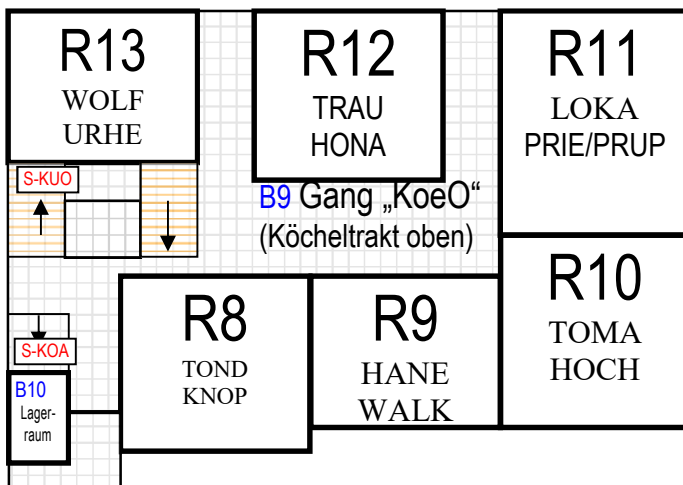 R13
WOLF
URHE
R12
TRAU
HONA
R11
LOKA
PRIE/PRUP
S-KUO
B9 Gang „KoeO“
(Köcheltrakt oben)
R10
TOMA
HOCH
R8
TOND
KNOP
R9
HANE
WALK
S-KOA
B10
Lager-
raum